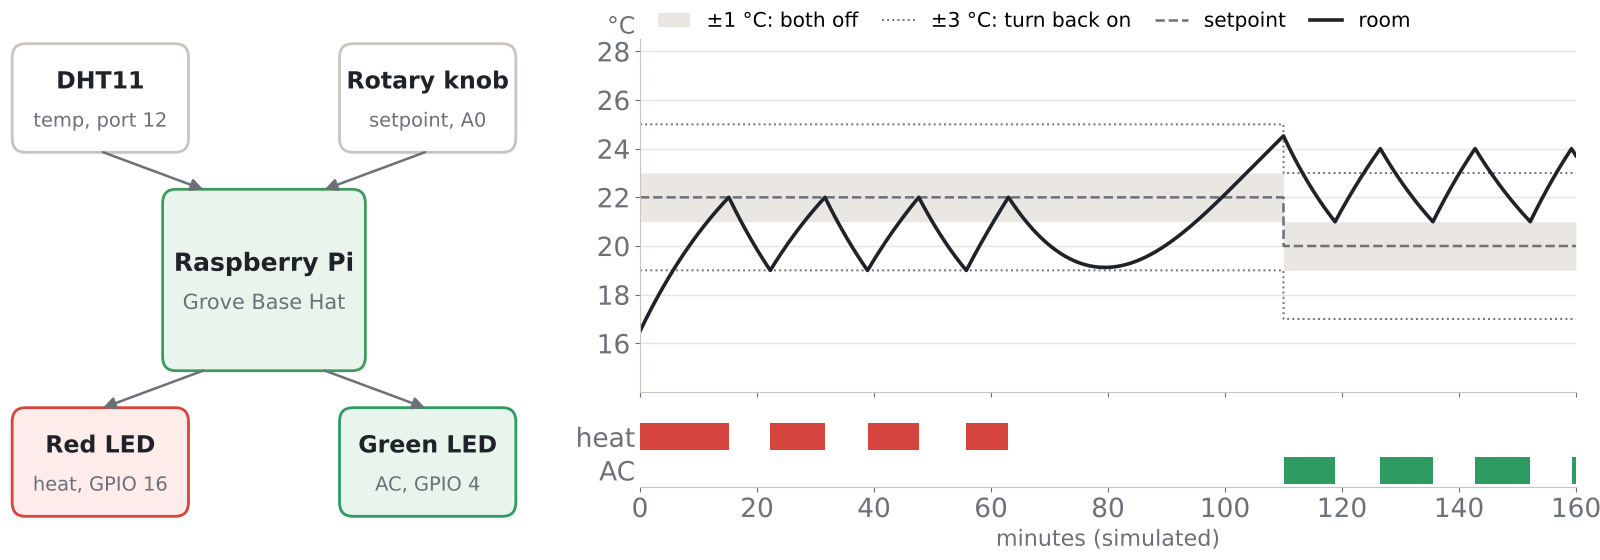 DHT11
temp, port 12
Rotary knob
setpoint, A0
Raspberry Pi
Grove Base Hat
Red LED
heat, GPIO 16
Green LED
AC, GPIO 4
°C
±1 °C: both off
±3 °C: turn back on
setpoint
room
28
26
24
22
20
18
16
heat
AC
0 20 40 60 80 100 120 140 160
minutes (simulated)